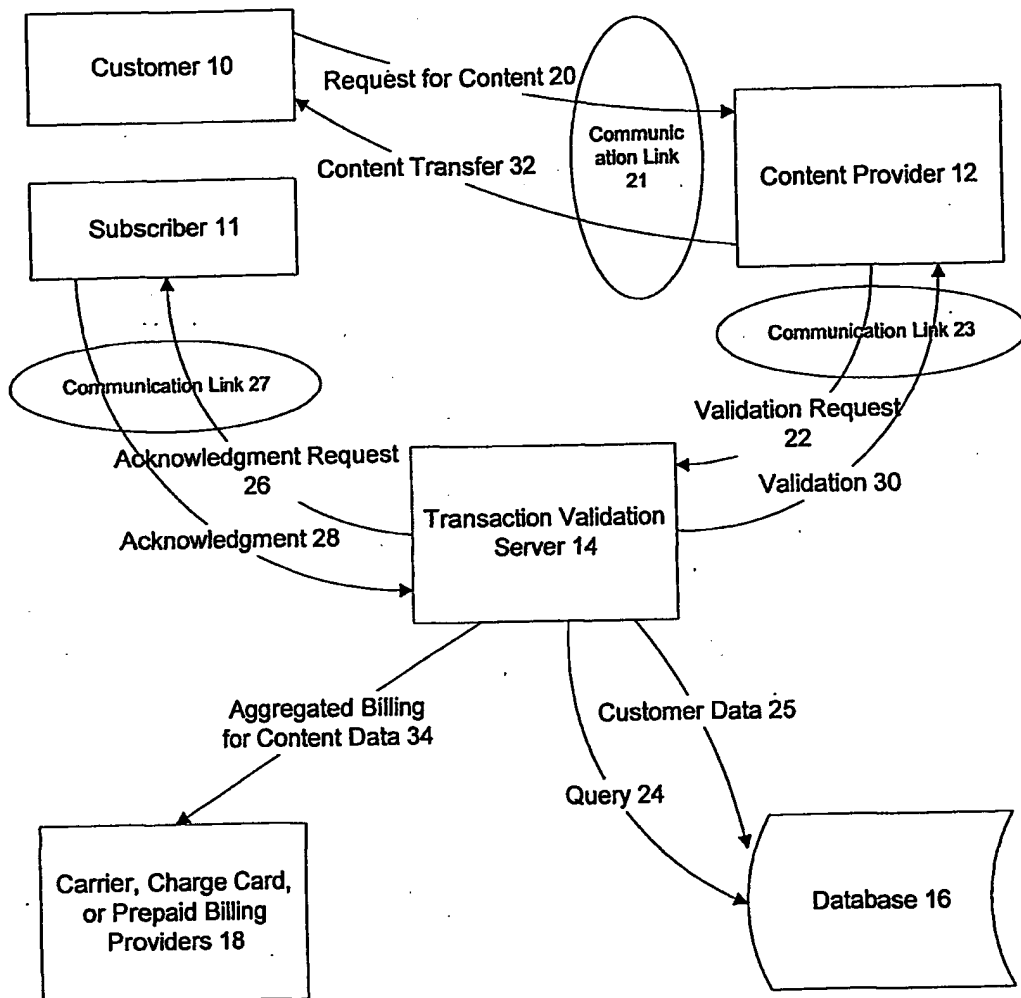 Customer 10
Request for Content 20
Communic
ation Link
21
Content Transfer 32
Content Provider 12
Subscriber 11
Communication Link 23
Communication Link 27
Validation Request
22
Acknowledgment Request
26
Validation 30
Transaction Validation
Server 14
Acknowledgment 28
Aggregated Billing
for Content Data 34
Customer Data 25
Query 24
Carrier, Charge Card,
or Prepaid Billing
Providers 18
Database 16